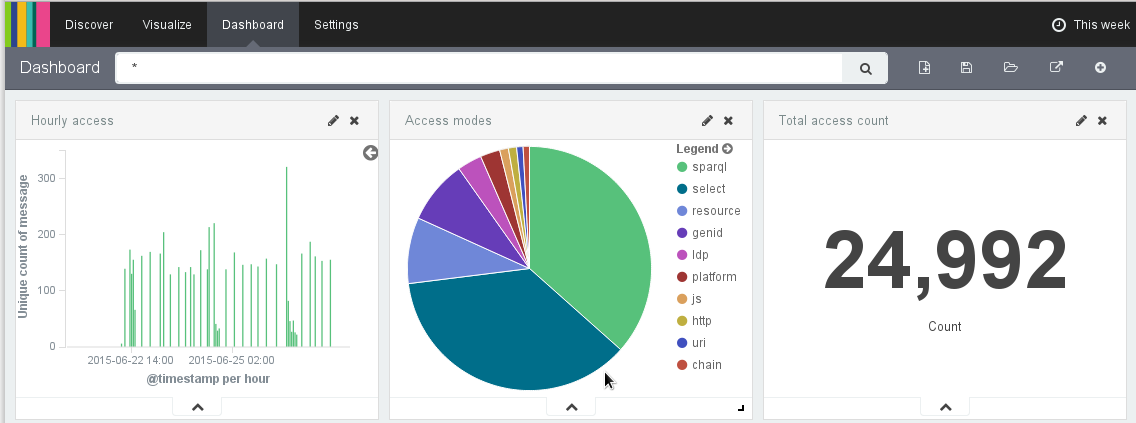 Discover Visualize Dashboard Settings This week
Dashboard *
Hourly access
Unique count of message
300
200
100
0
2015-06-22 14:00 2015-06-25 02:00
@timestamp per hour
Access modes
Legend
sparql
select
resource
genid
ldp
platform
js
http
uri
chain
Total access count
24,992
Count